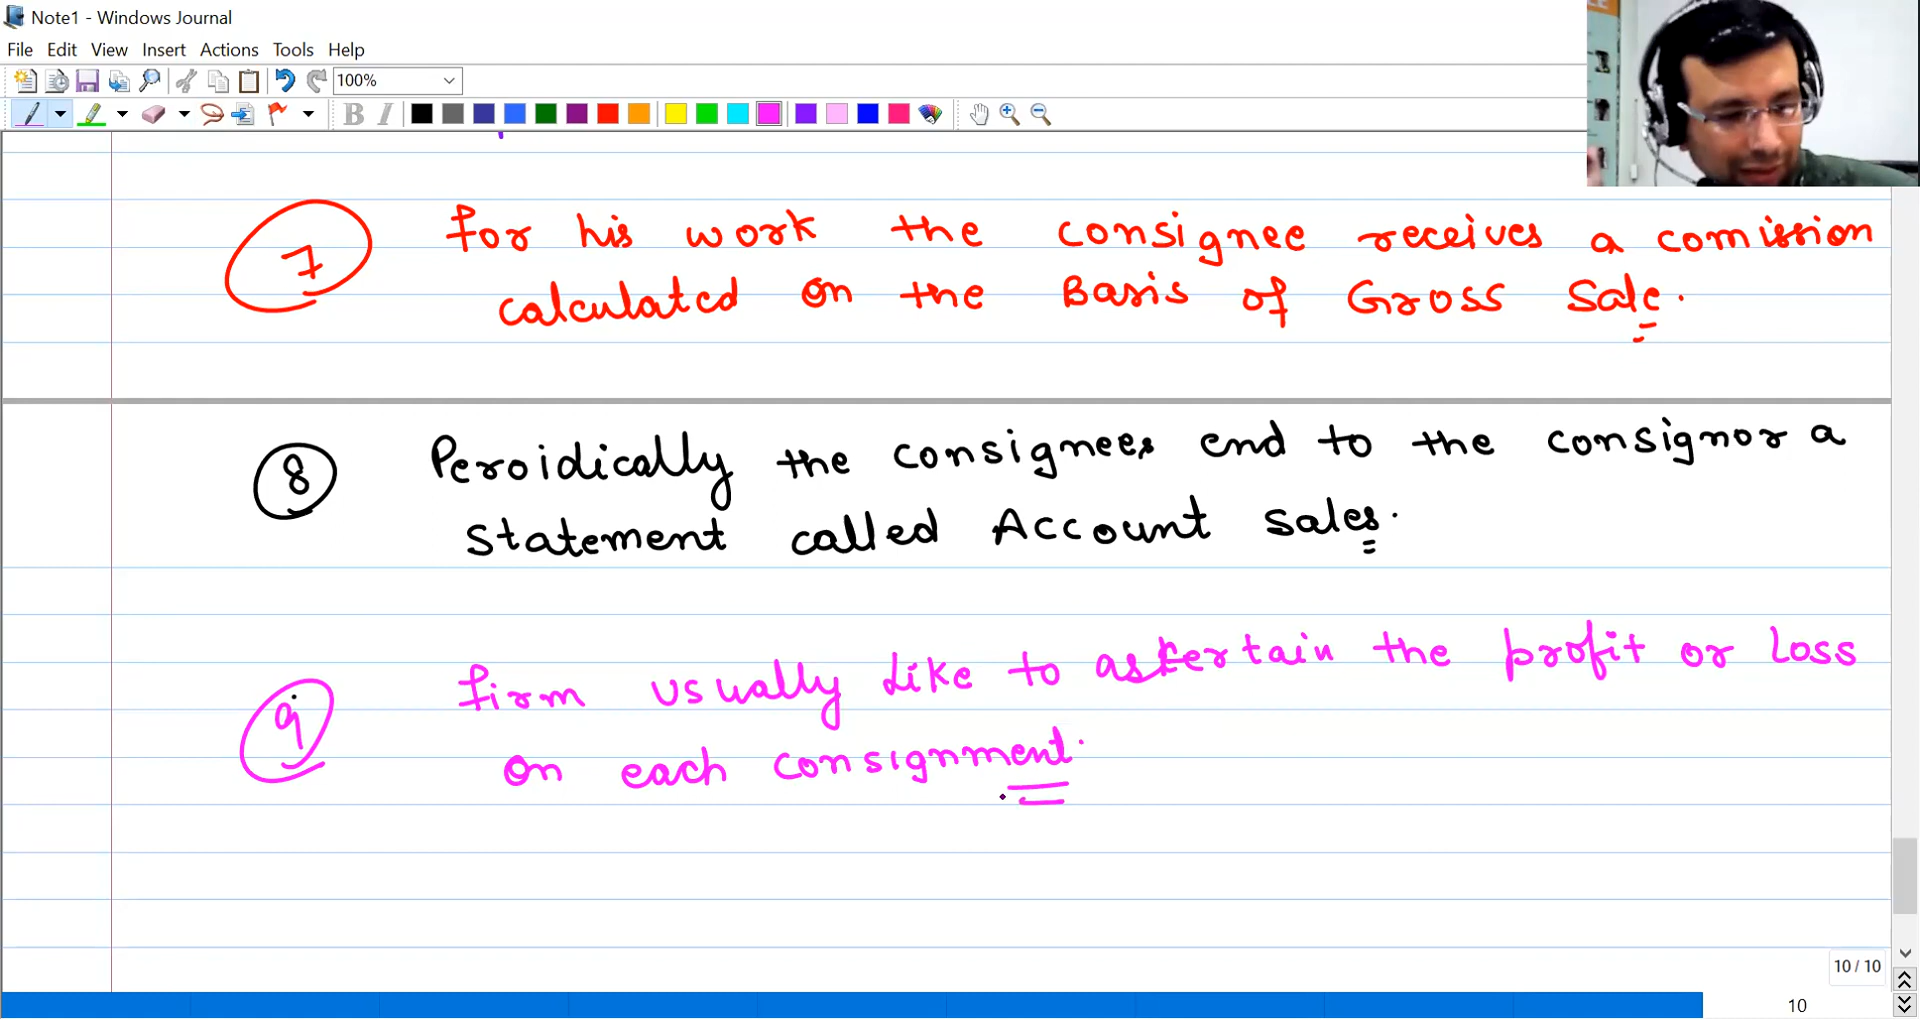 Note1 - Windows Journal
File Edit View Insert Actions Tools Help
100%
B I
7 for his work the consignee receives a comission
calculated on the Basis of Gross Sale.
8 Peroidically the consignees end to the consignor a
statement called Account Sales.
9 firm usually like to ascertain the profit or Loss
on each consignment.
10 / 10
10